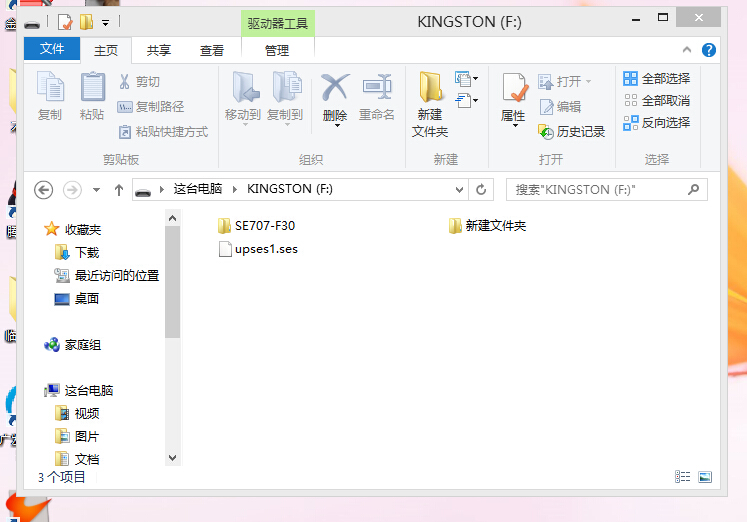 驱动器工具
KINGSTON (F:)
文件
主页
共享
查看
管理
复制
粘贴
剪切
复制路径
粘贴快捷方式
剪贴板
移动到
复制到
删除
重命名
组织
新建
文件夹
新建
属性
打开
编辑
历史记录
打开
全部选择
全部取消
反向选择
选择
这台电脑
KINGSTON (F:)
搜索"KINGSTON (F:)"
收藏夹
下载
最近访问的位置
桌面
家庭组
这台电脑
视频
图片
文档
SE707-F30
新建文件夹
upses1.ses
3 个项目